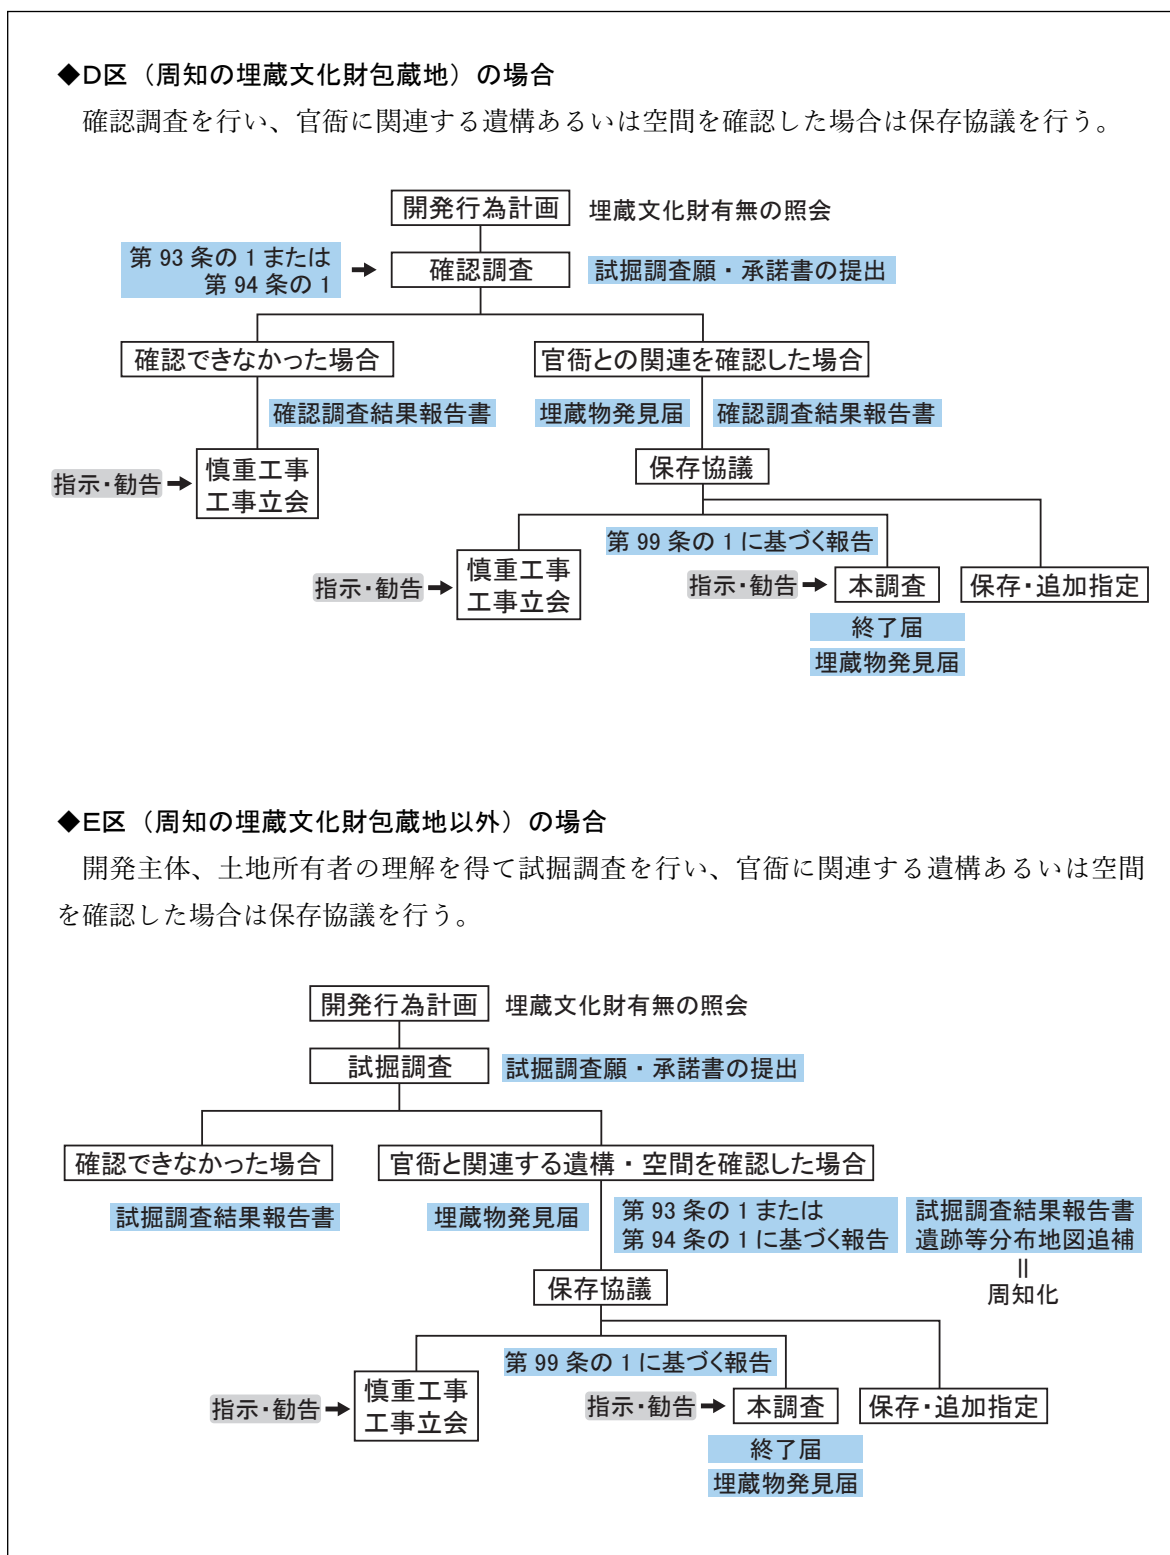 ◆D区（周知の埋蔵文化財包蔵地）の場合
確認調査を行い、官衙に関連する遺構あるいは空間を確認した場合は保存協議を行う。
開発行為計画 埋蔵文化財有無の照会
第 93 条の 1 または
第 94 条の 1
確認調査 試掘調査願・承諾書の提出
確認できなかった場合 官衙との関連を確認した場合
確認調査結果報告書 埋蔵物発見届 確認調査結果報告書
指示・勧告
慎重工事
工事立会
保存協議
第 99 条の 1 に基づく報告
指示・勧告
慎重工事
工事立会
指示・勧告 本調査 保存・追加指定
終了届
埋蔵物発見届
◆E区（周知の埋蔵文化財包蔵地以外）の場合
開発主体、土地所有者の理解を得て試掘調査を行い、官衙に関連する遺構あるいは空間
を確認した場合は保存協議を行う。
開発行為計画 埋蔵文化財有無の照会
試掘調査 試掘調査願・承諾書の提出
確認できなかった場合 官衙と関連する遺構・空間を確認した場合
試掘調査結果報告書 埋蔵物発見届
第 93 条の 1 または
第 94 条の 1 に基づく報告
試掘調査結果報告書
遺跡等分布地図追補
＝
周知化
保存協議
第 99 条の 1 に基づく報告
指示・勧告
慎重工事
工事立会
指示・勧告 本調査 保存・追加指定
終了届
埋蔵物発見届